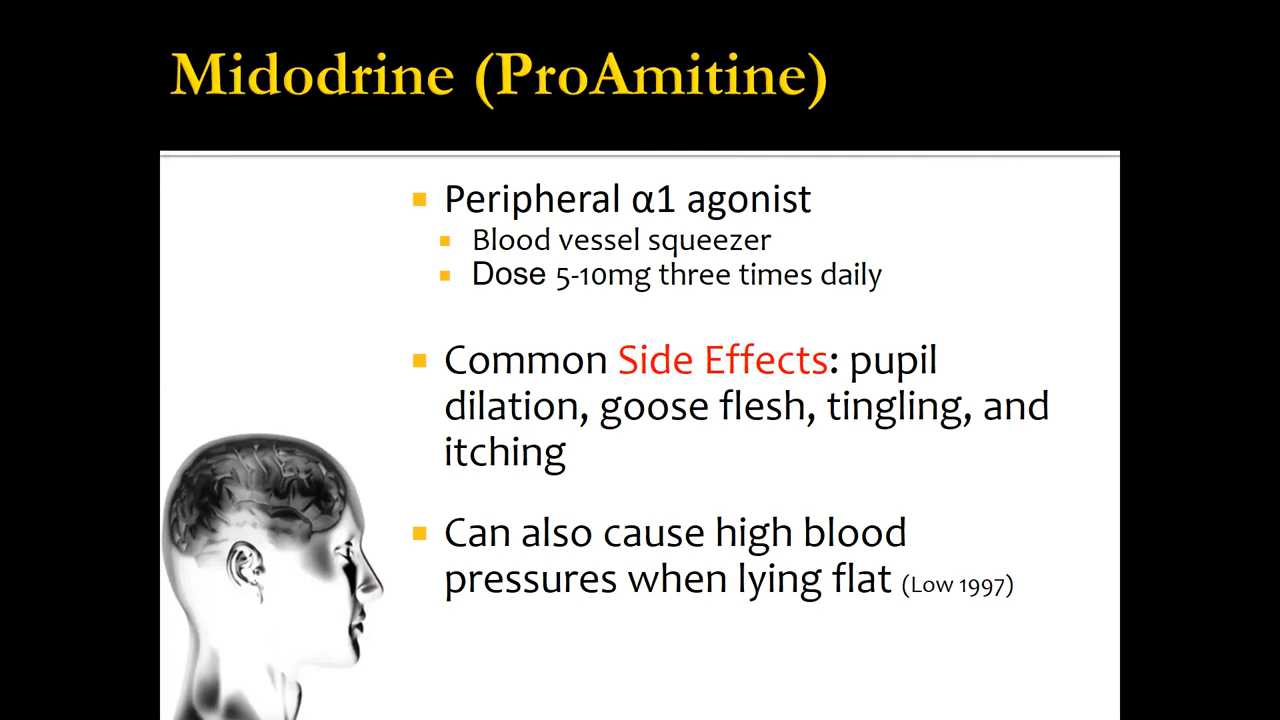 Midodrine (ProAmitine)
Peripheral α1 agonist
Blood vessel squeezer
Dose 5-10mg three times daily
Common Side Effects: pupil
dilation, goose flesh, tingling, and
itching
Can also cause high blood
pressures when lying flat (Low 1997)